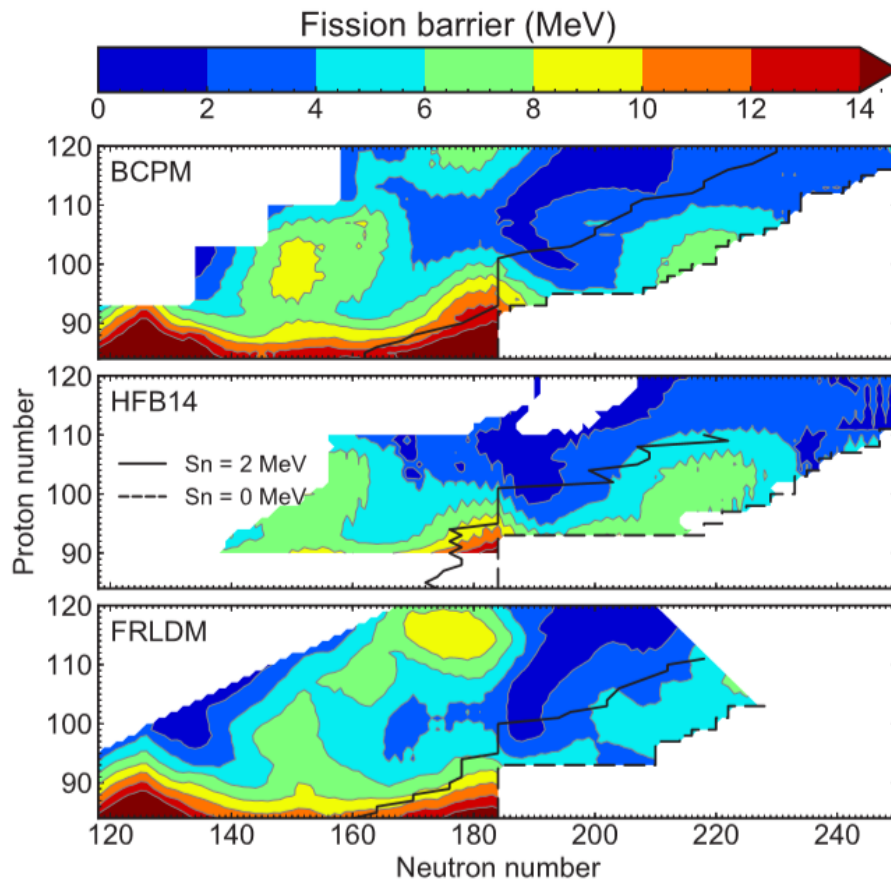 Fission barrier (MeV)
0 2 4 6 8 10 12 14
120
BCPM
110
100
90
120
HFB14
110
Sn = 2 MeV
100
Sn = 0 MeV
90
Proton number
120
FRLDM
110
100
90
120 140 160 180 200 220 240
Neutron number